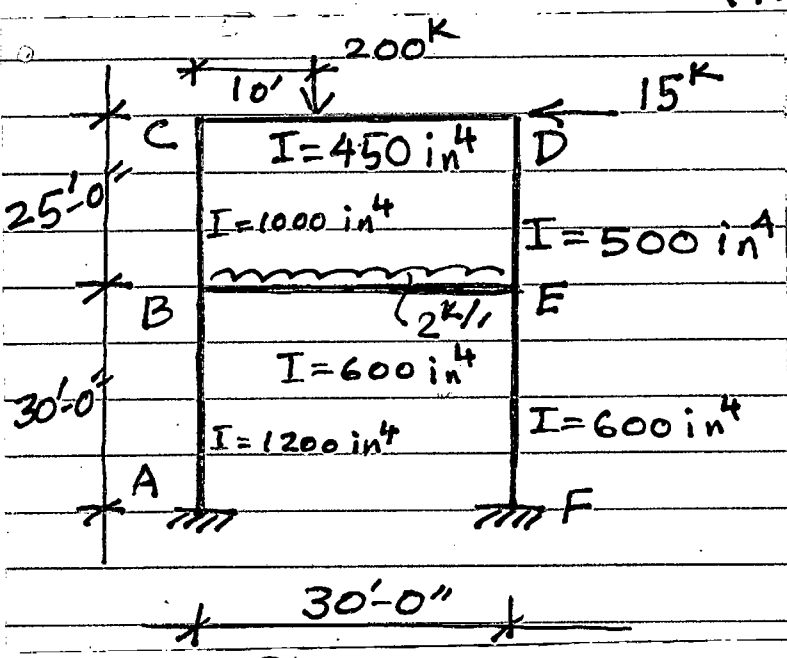 200K
10'
15K
C
I=450 in4
D
25'-0"
I=1000 in4
I=500 in4
B
E
2K/'
I=600 in4
30'-0"
I=1200 in4
I=600 in4
A
F
30'-0"